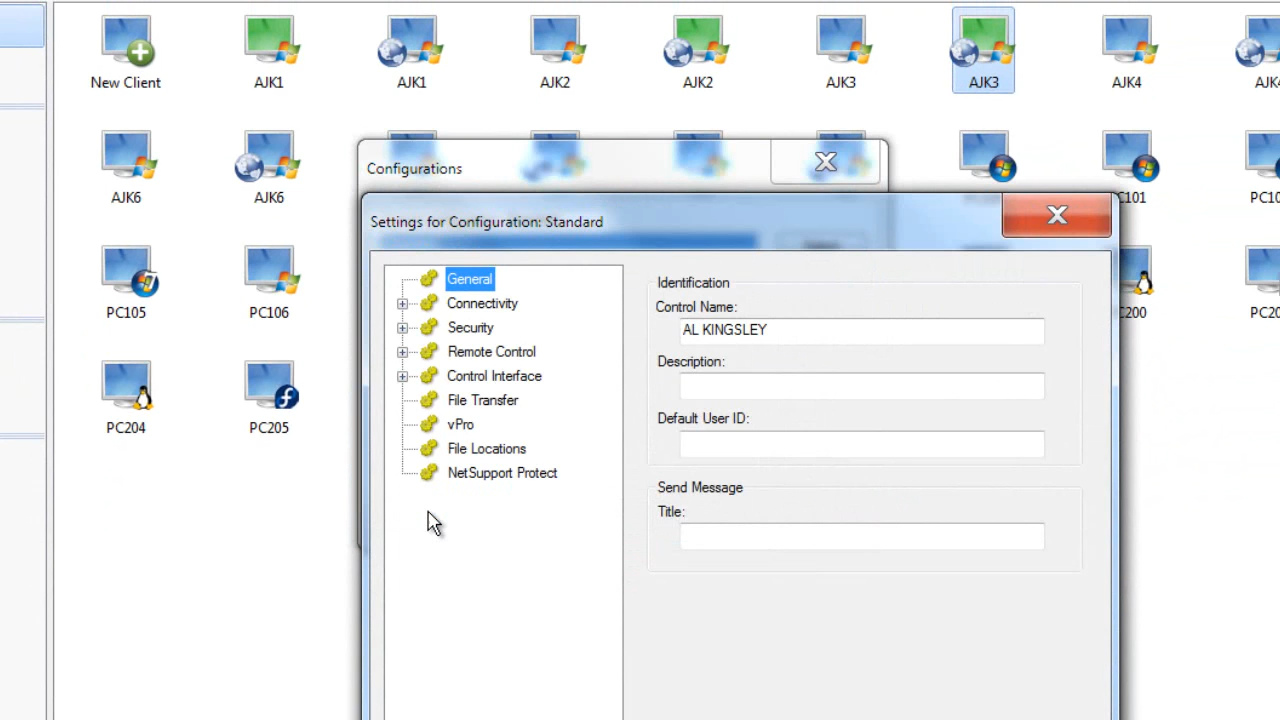 New Client
AJK1
AJK1
AJK2
AJK2
AJK3
AJK3
AJK4
AJK4
AJK6
AJK6
PC101
PC105
PC106
PC200
PC204
PC205
Configurations
Settings for Configuration: Standard
General
Connectivity
Security
Remote Control
Control Interface
File Transfer
vPro
File Locations
NetSupport Protect
Identification
Control Name:
AL KINGSLEY
Description:
Default User ID:
Send Message
Title: